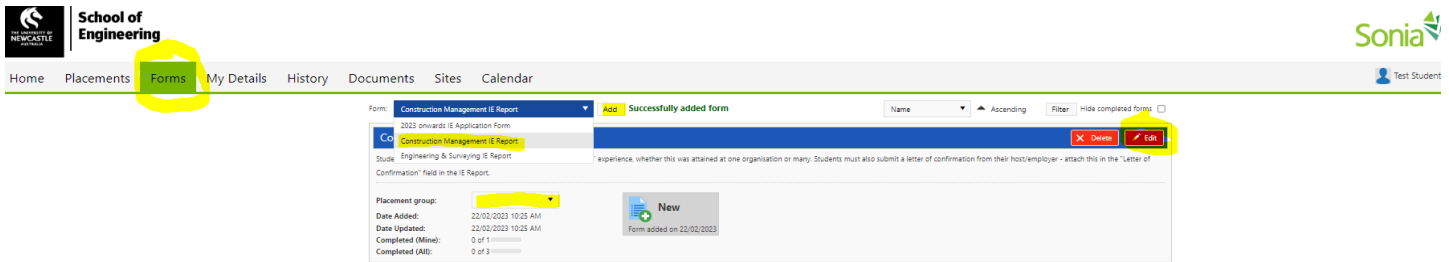 THE UNIVERSITY OF
NEWCASTLE
AUSTRALIA
School of
Engineering
Sonia
Home Placements Forms My Details History Documents Sites Calendar
Test Student
Form: Construction Management IE Report Add Successfully added form Name Ascending Filter Hide completed forms
2023 onwards IE Application Form
Construction Management IE Report
Engineering & Surveying IE Report
Co
Delete Edit
Stude ' experience, whether this was attained at one organisation or many. Students must also submit a letter of confirmation from their host/employer - attach this in the "Letter of
Confirmation" field in the IE Report.
Placement group:
Date Added: 22/02/2023 10:25 AM
Date Updated: 22/02/2023 10:25 AM
Completed (Mine): 0 of 1
Completed (All): 0 of 3
New
Form added on 22/02/2023